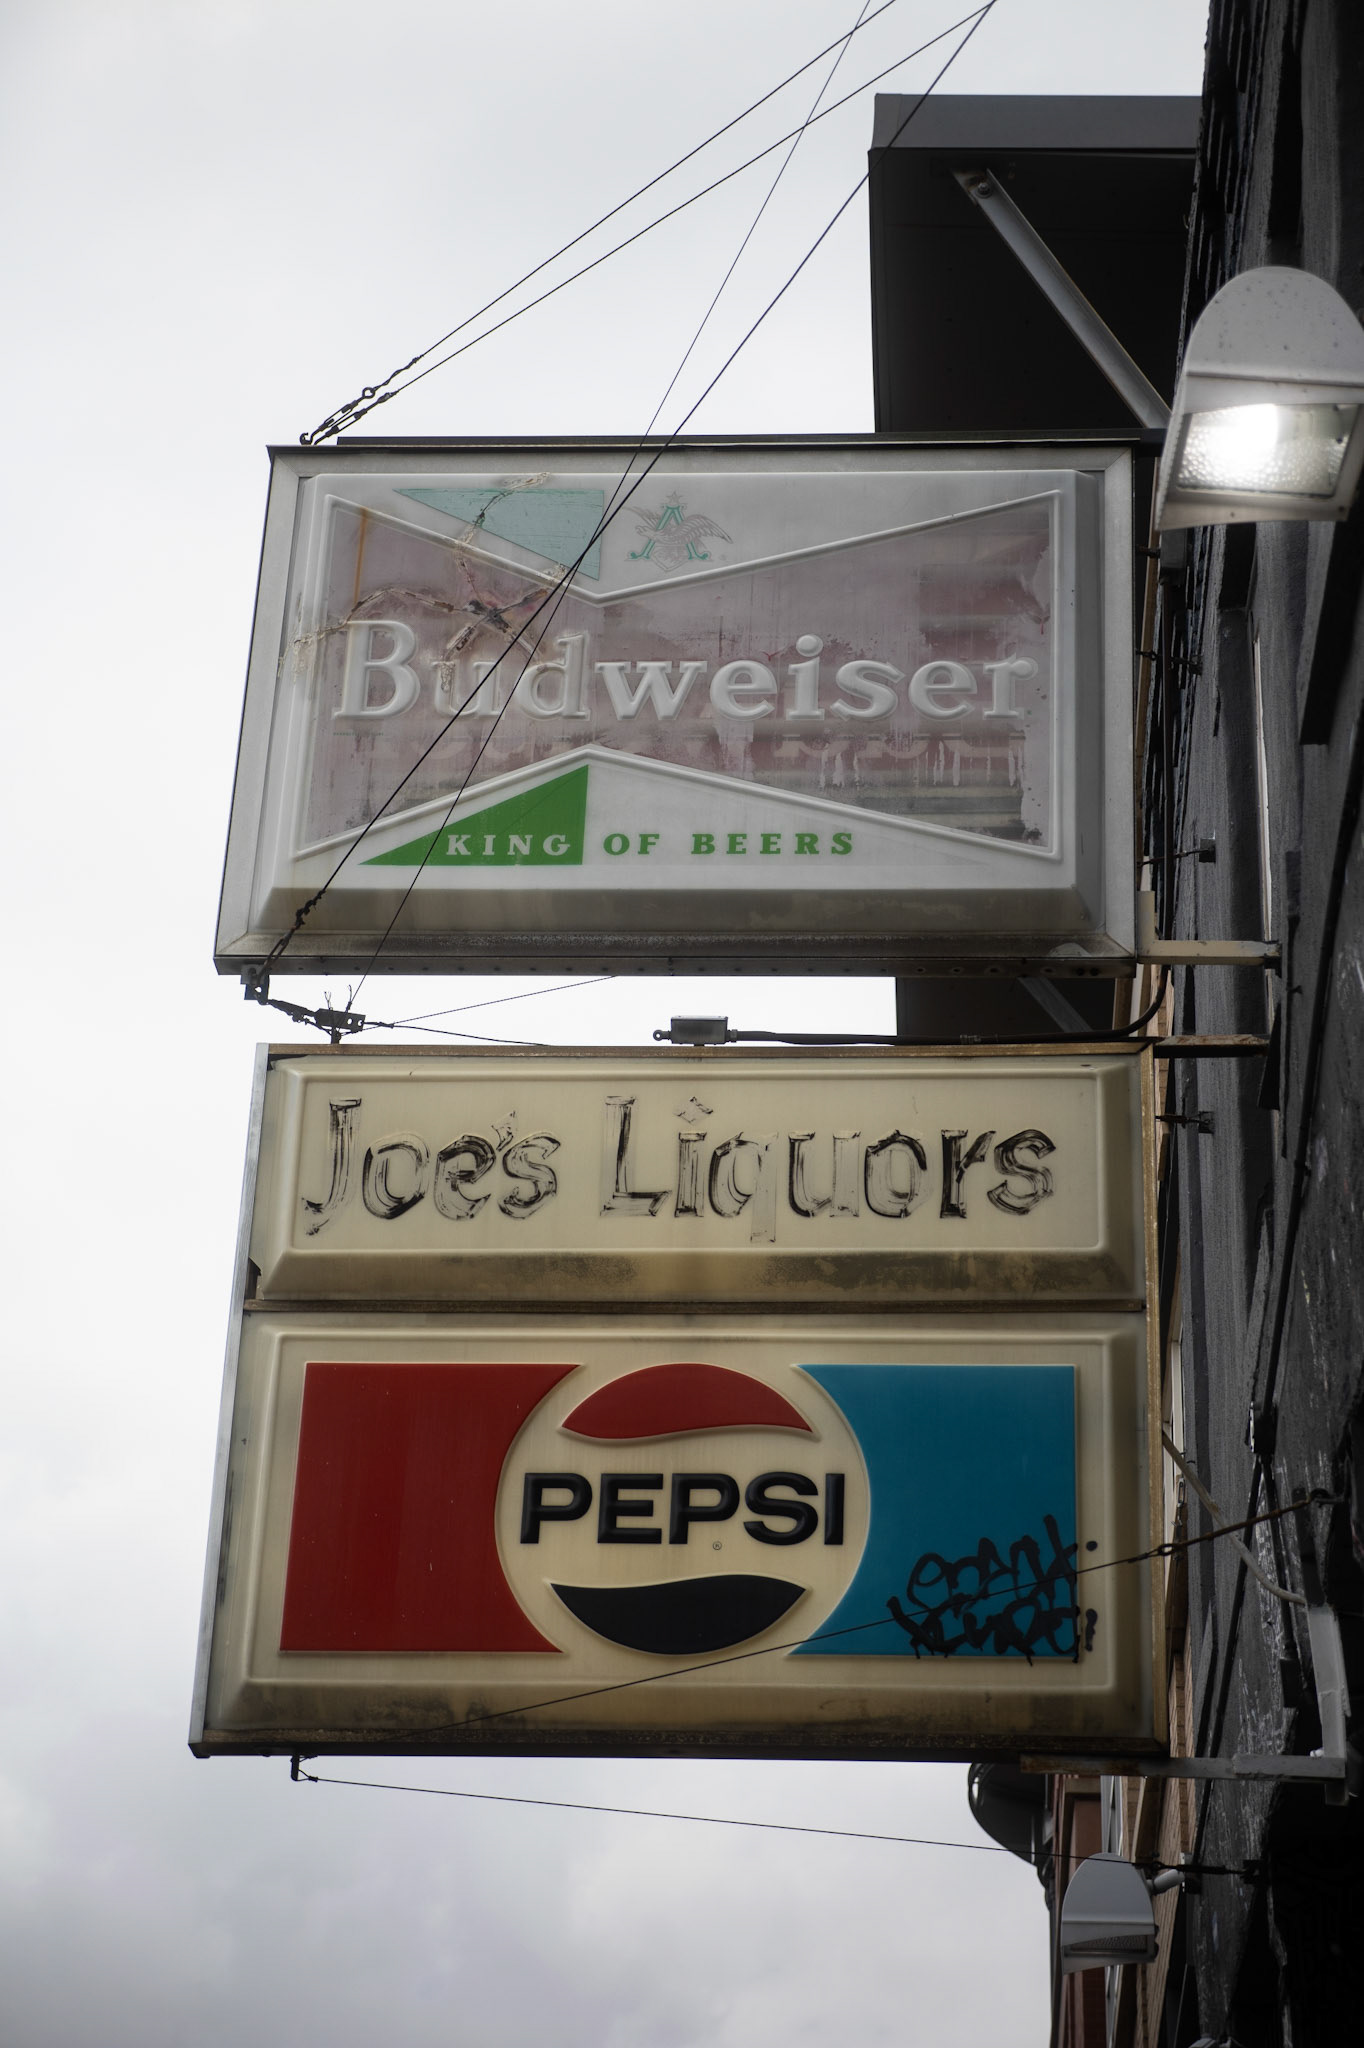 A
Budweiser
KING OF BEERS
Joe's Liquors
PEPSI
®